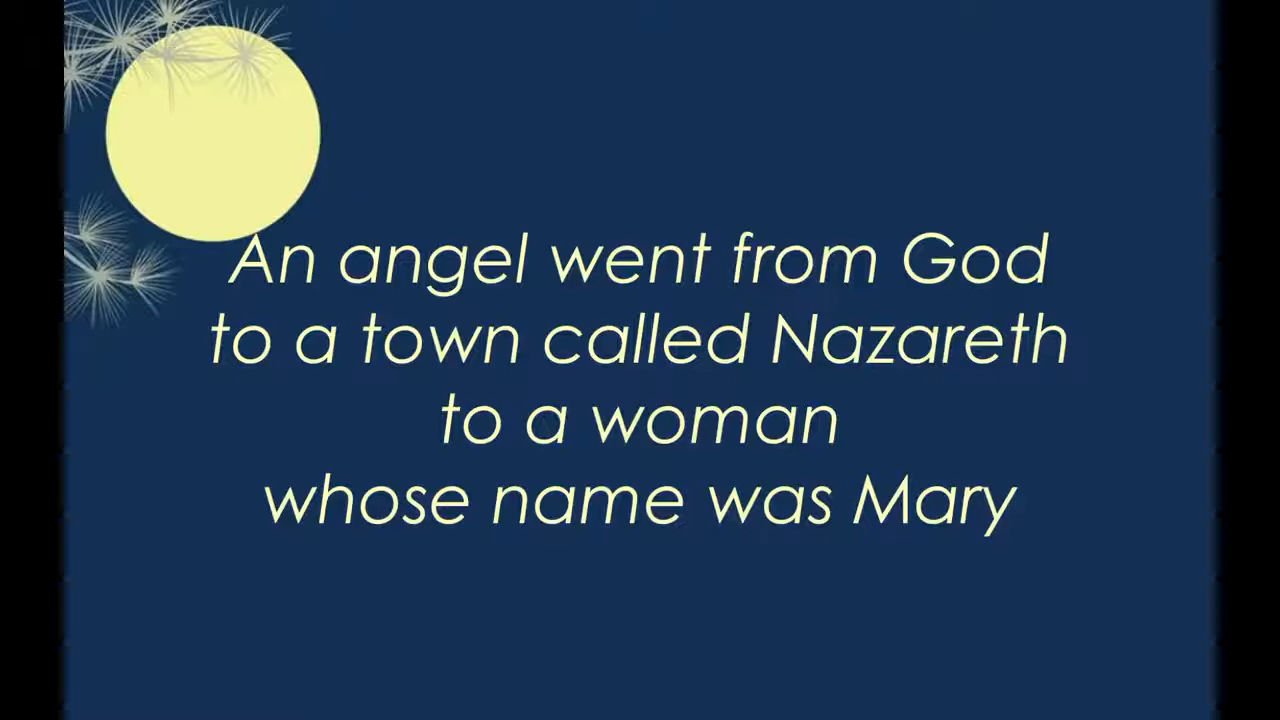 An angel went from God
to a town called Nazareth
to a woman
whose name was Mary